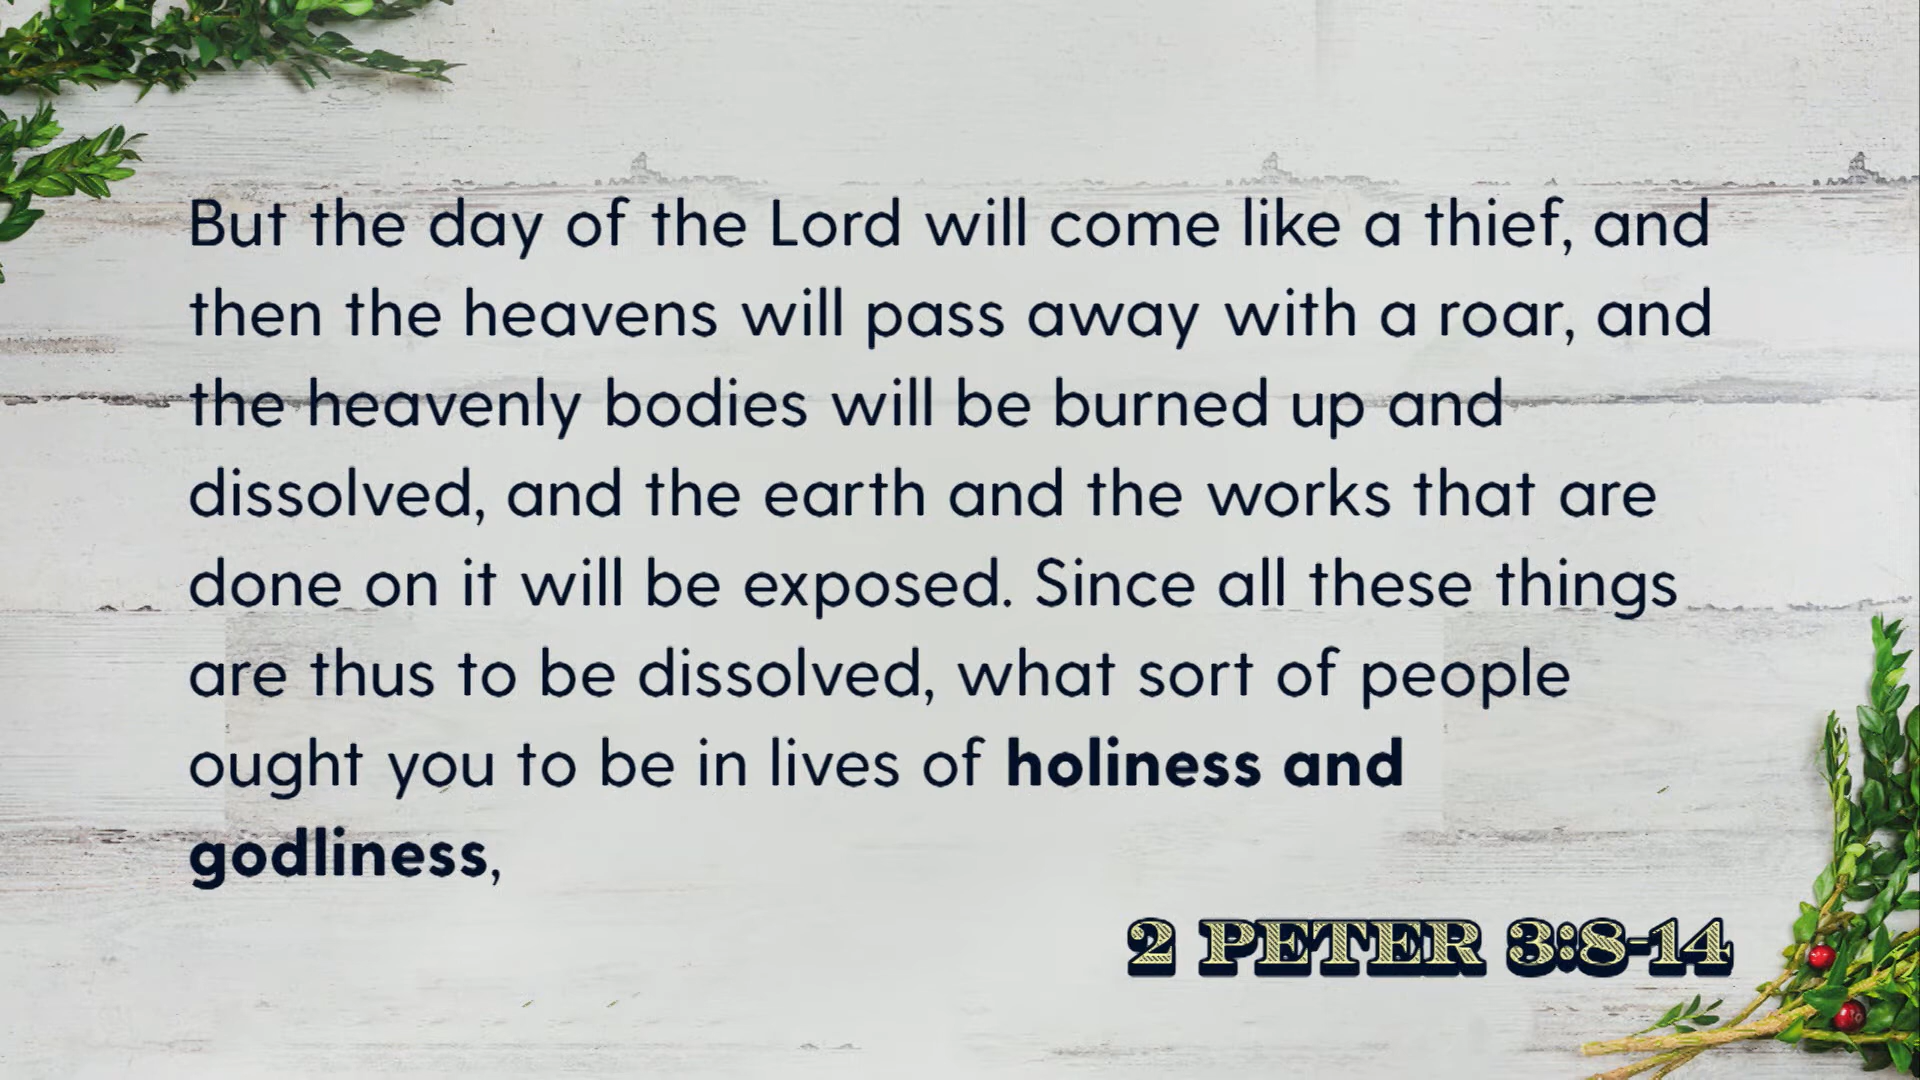 But the day of the Lord will come like a thief, and
then the heavens will pass away with a roar, and
the heavenly bodies will be burned up and
dissolved, and the earth and the works that are
done on it will be exposed. Since all these things
are thus to be dissolved, what sort of people
ought you to be in lives of holiness and
godliness,
2 PETER 3:8-14